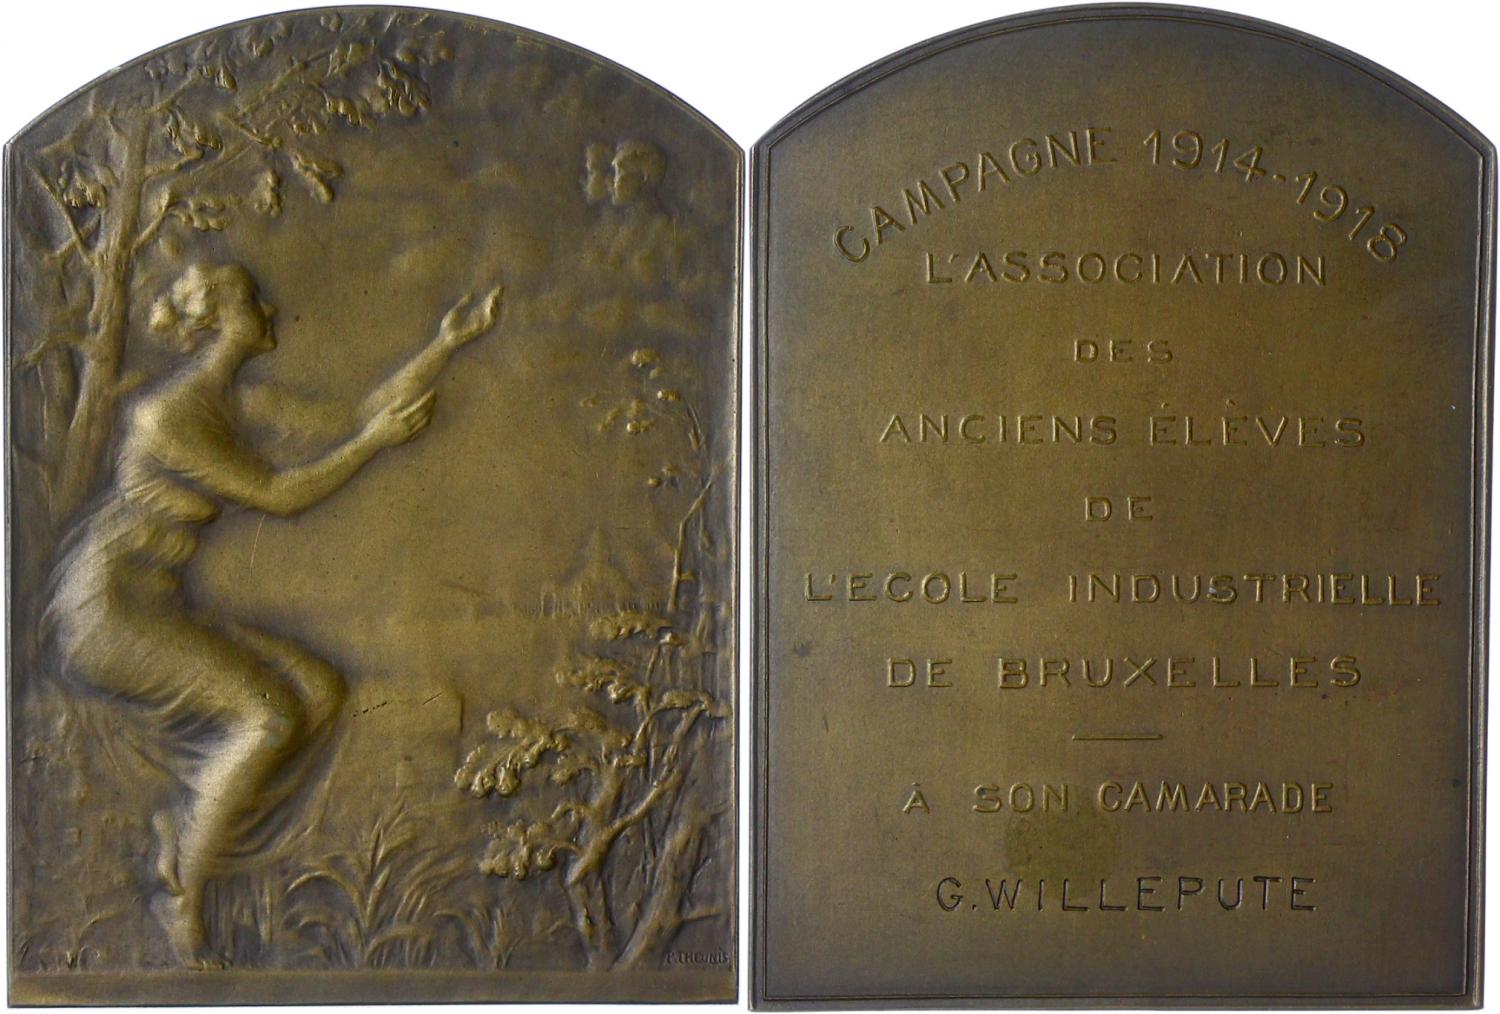 P. THEUNIS
CAMPAGNE 1914-1918
L'ASSOCIATION
DES
ANCIENS ÉLÈVES
DE
L'ECOLE INDUSTRIELLE
DE BRUXELLES
À SON CAMARADE
G. WILLEPUTE